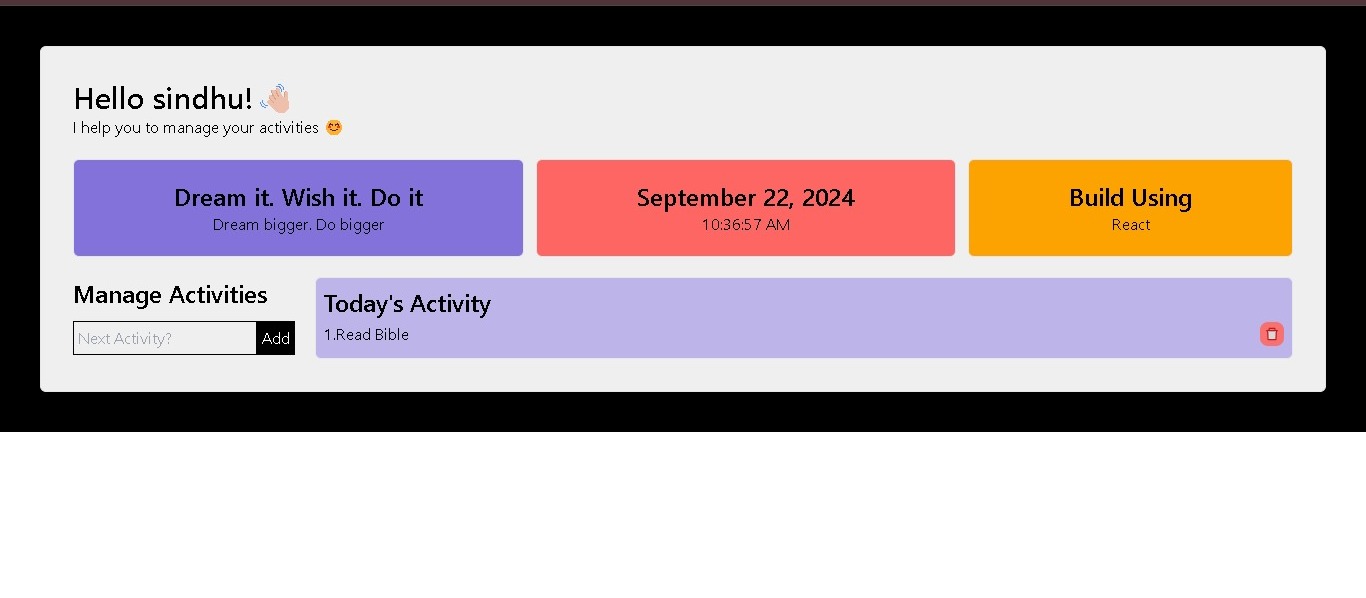 Hello sindhu! 👋🏻
I help you to manage your activities 😊
Dream it. Wish it. Do it
Dream bigger. Do bigger
September 22, 2024
10:36:57 AM
Build Using
React
Manage Activities
Next Activity?
Add
Today's Activity
1.Read Bible